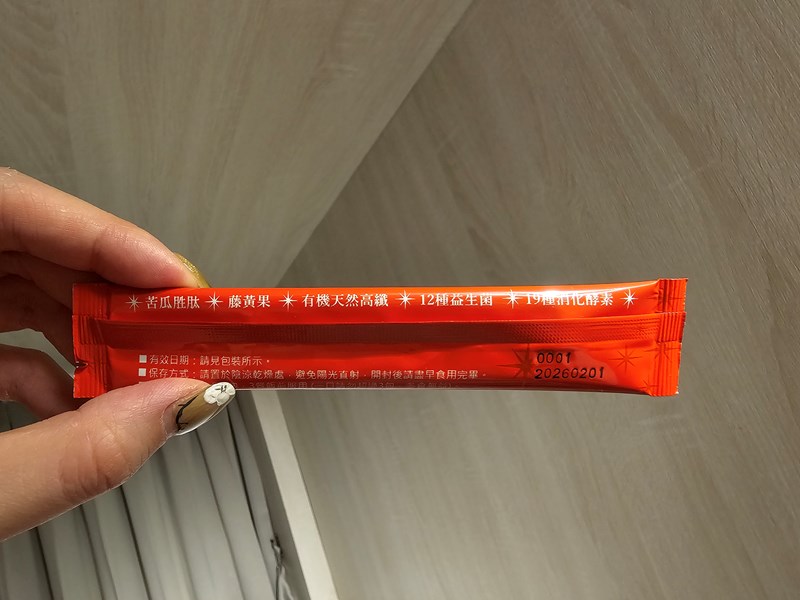 苦瓜胜肽 藤黃果 有機天然高纖 12種益生菌 19種消化酵素
■有效日期：請見包裝所示。
■保存方式：請置於陰涼乾燥處，避免陽光直射，開封後請盡早食用完畢。
0001
20260201